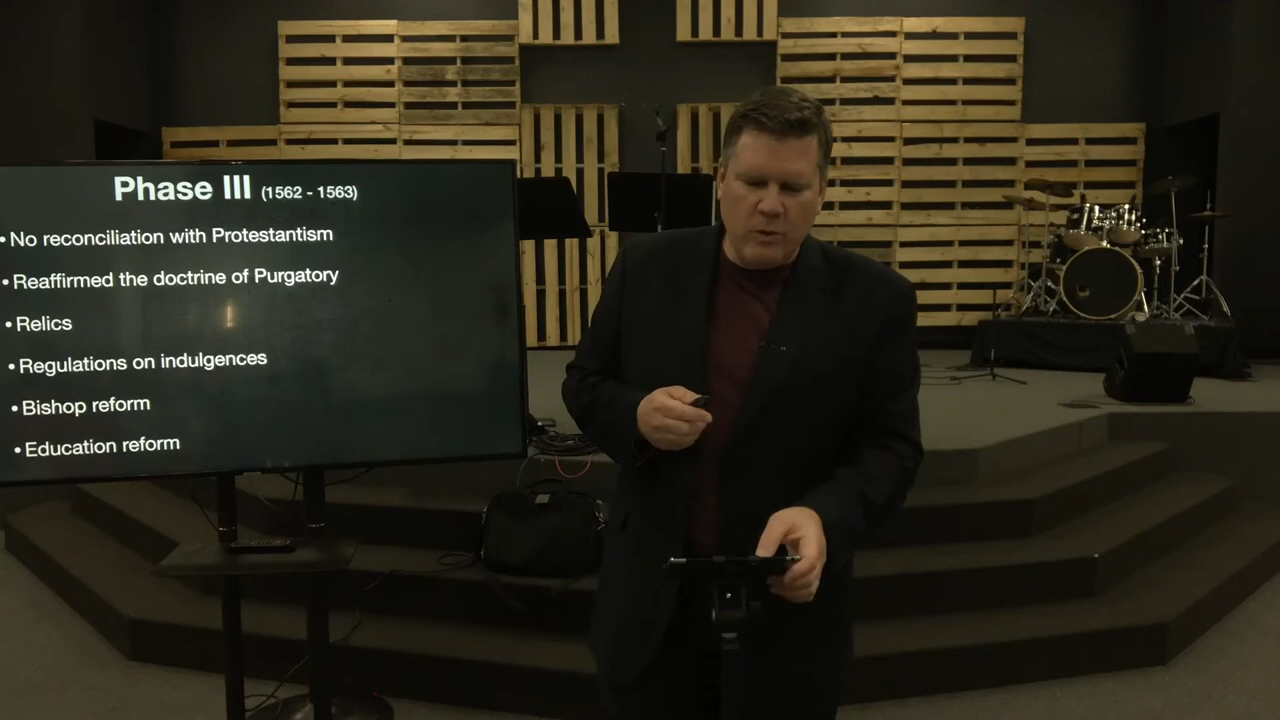 Phase III (1562 - 1563)
• No reconciliation with Protestantism
• Reaffirmed the doctrine of Purgatory
• Relics
• Regulations on indulgences
• Bishop reform
• Education reform